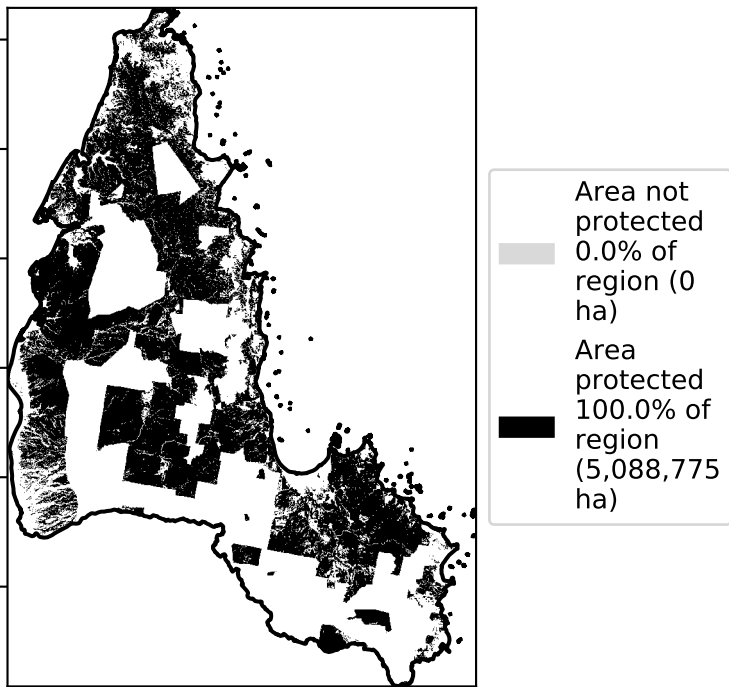 Area not
protected
0.0% of
region (0
ha)
Area
protected
100.0% of
region
(5,088,775
ha)